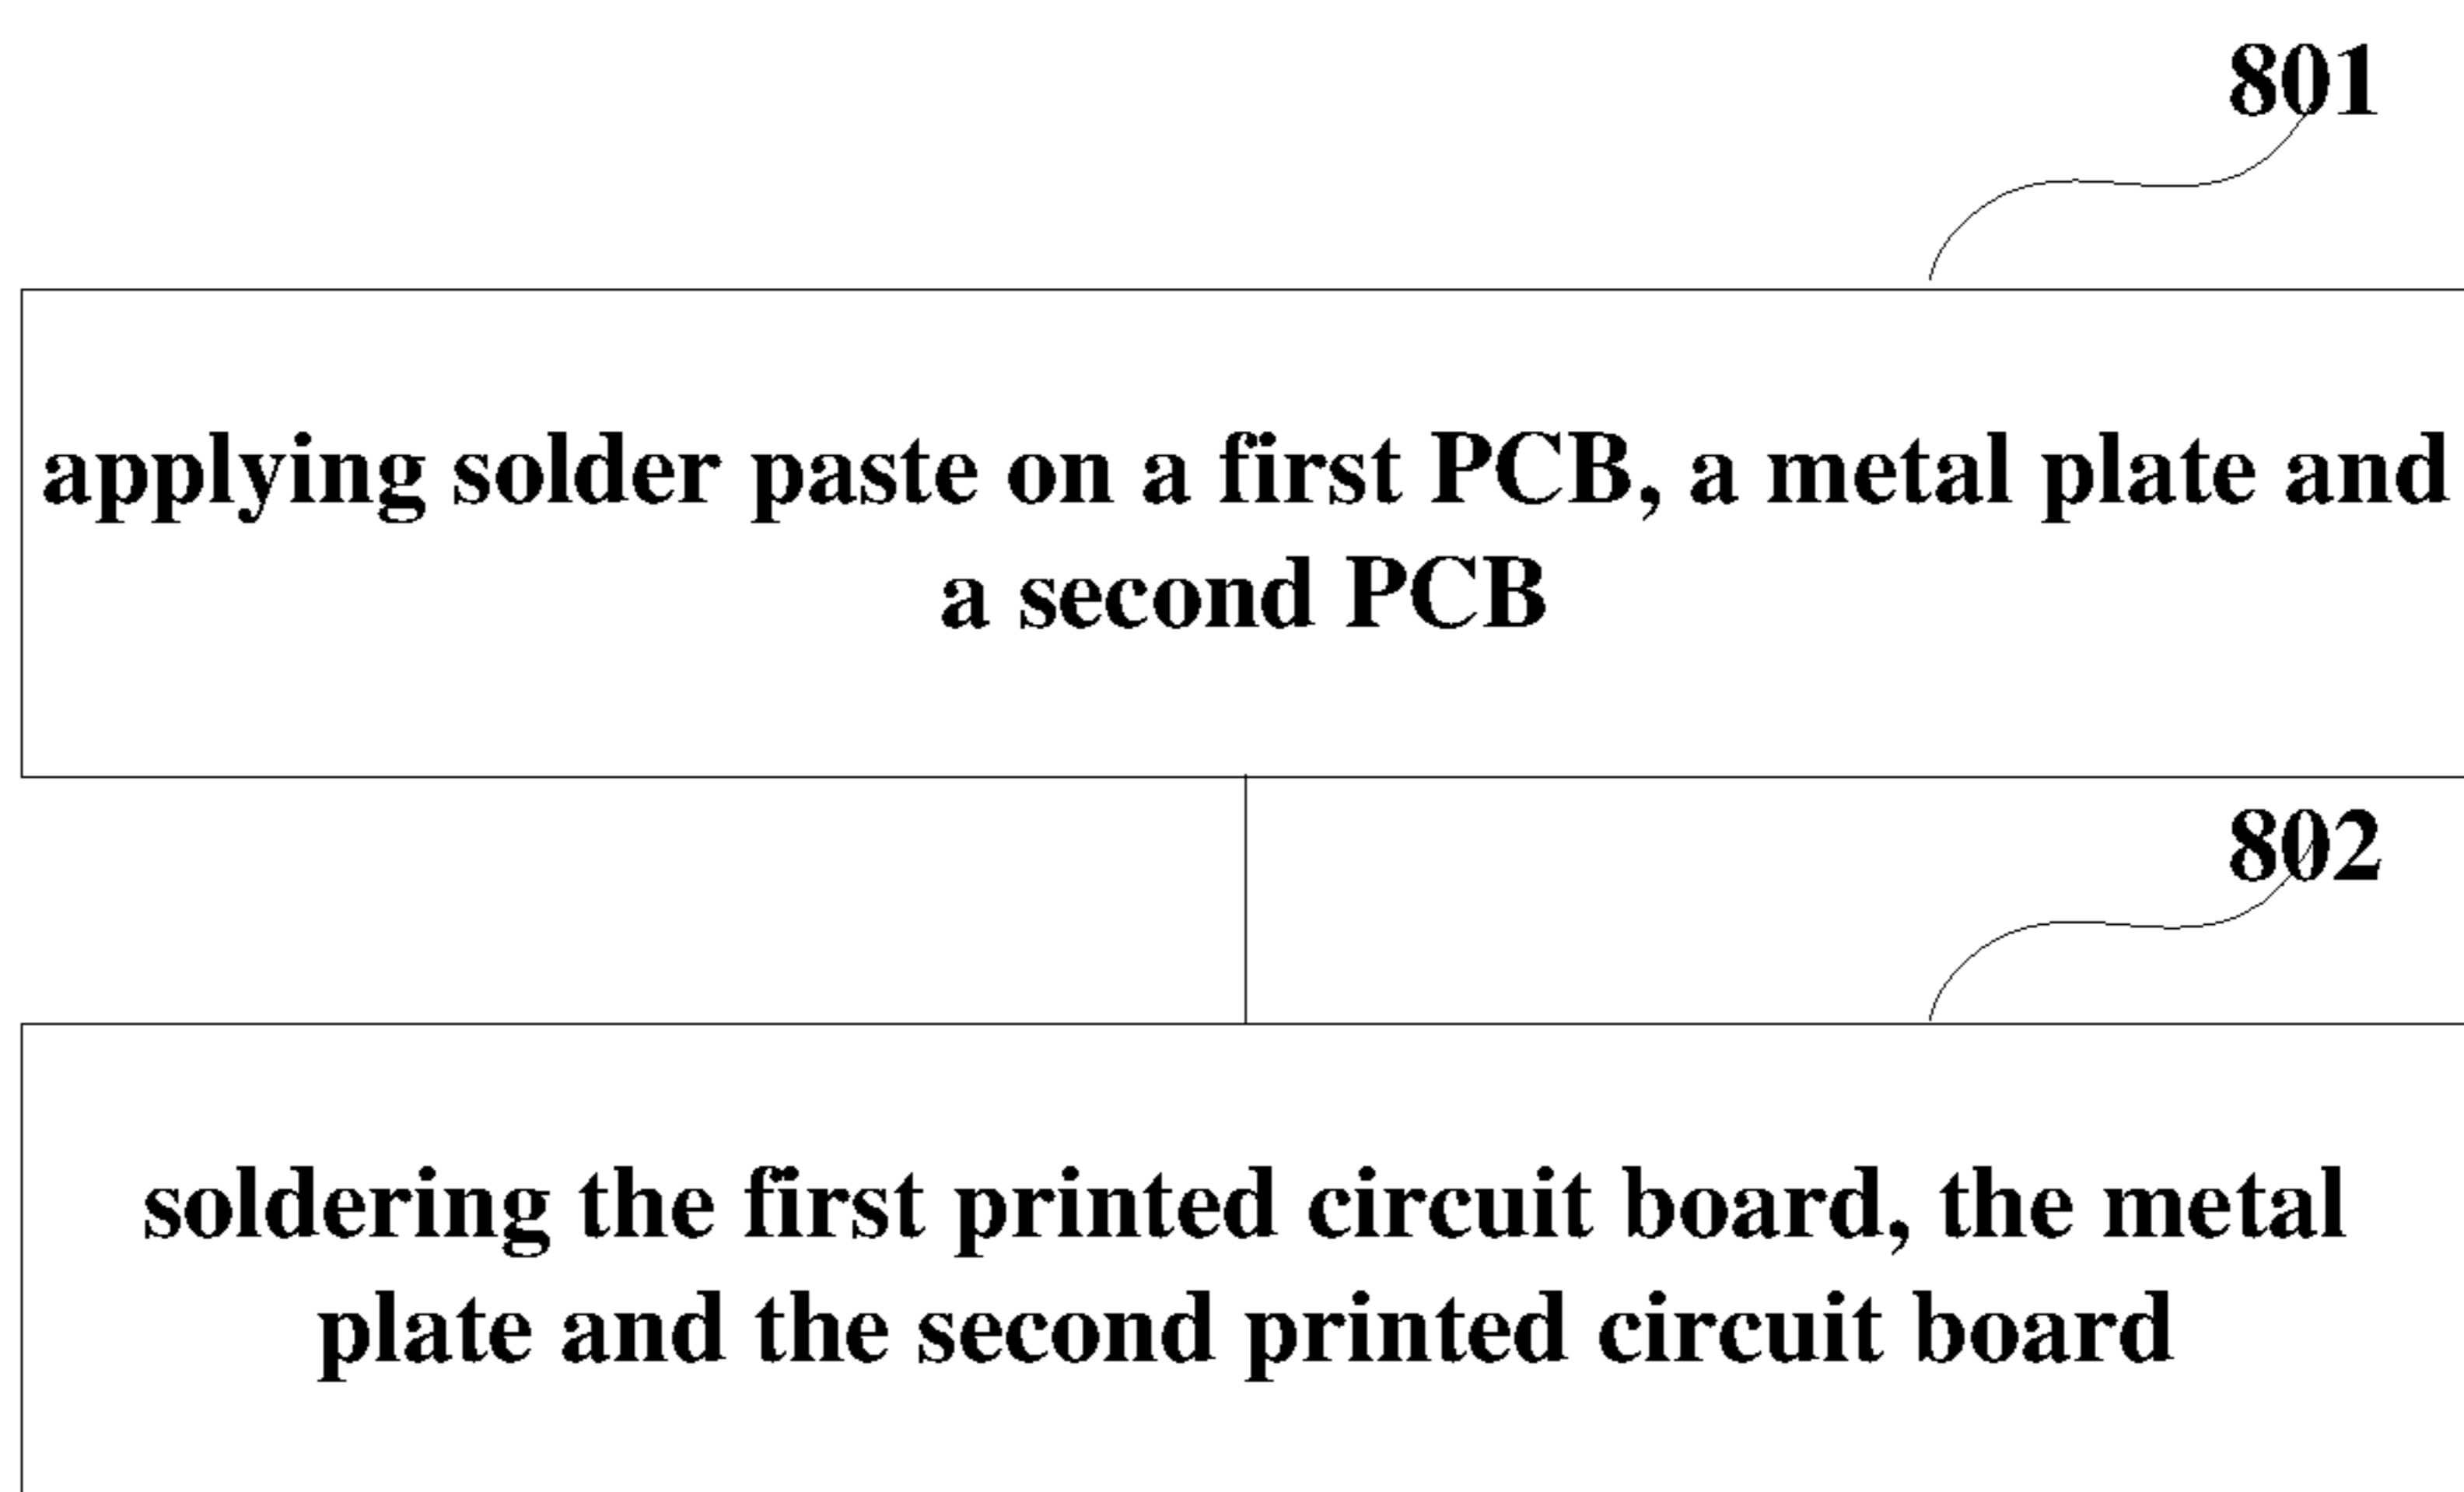 801
applying solder paste on a first PCB, a metal plate and
a second PCB
802
soldering the first printed circuit board, the metal
plate and the second printed circuit board